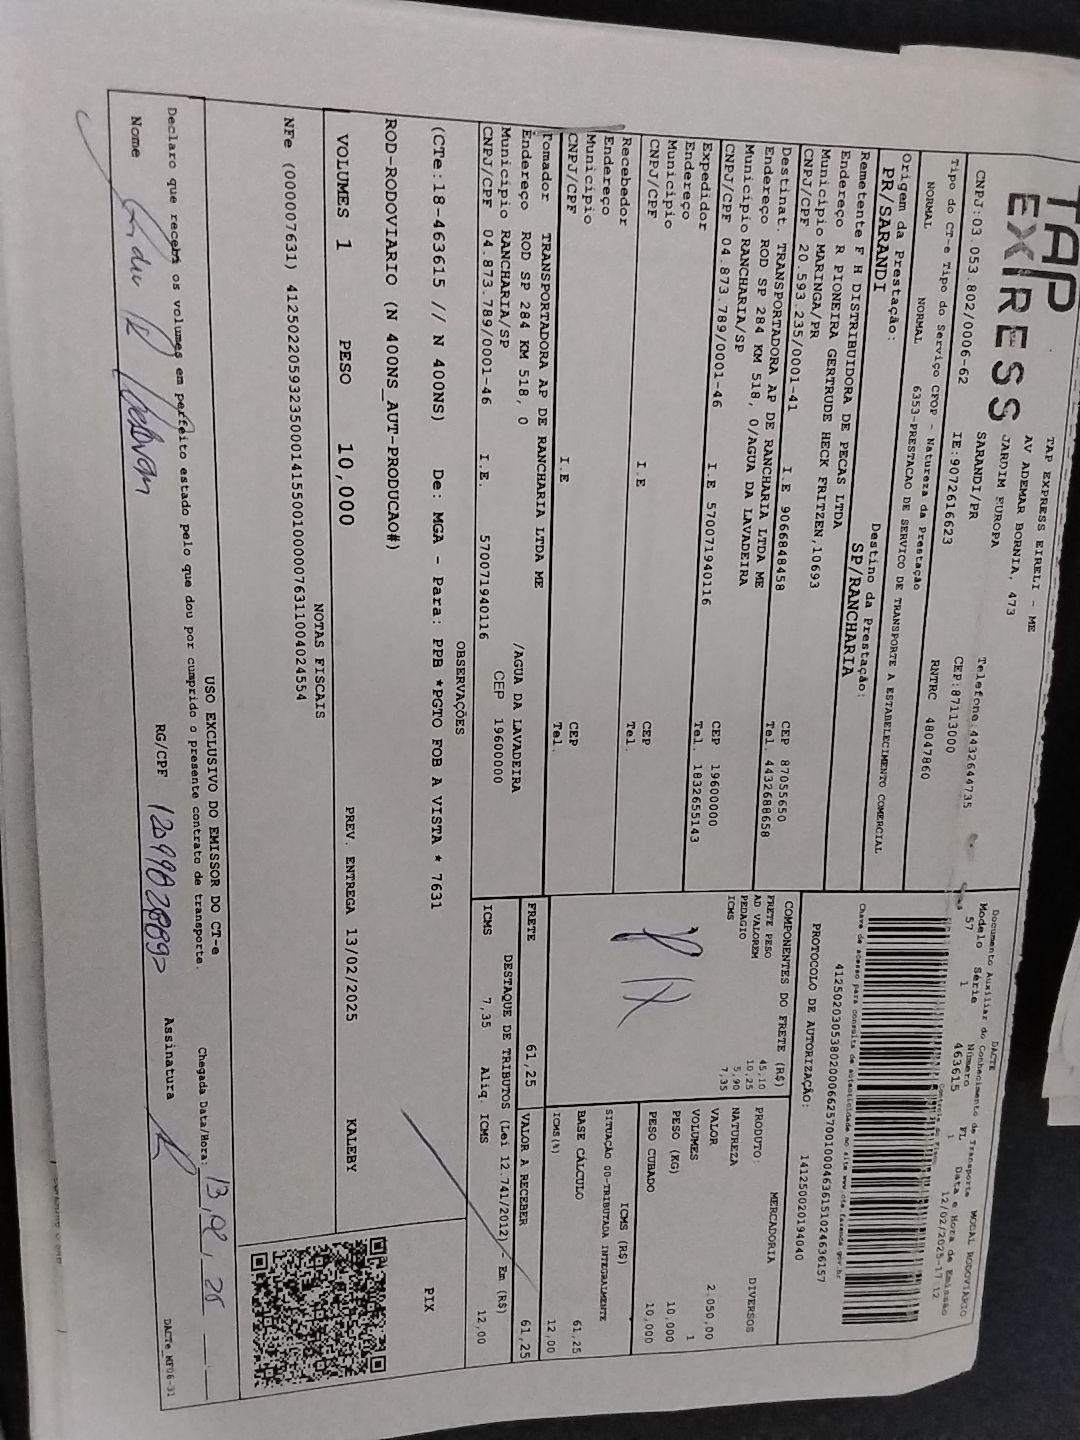 TAP
EXPRESS
TAP EXPRESS EIRELI - ME
AV ADEMAR BORNIA, 473
JARDIM EUROPA
SARANDI/PR
Telefone:4432644735
CNPJ:03.053.802/0006-62
IE:9072616623
CEP:87113000
Tipo do CT-e Tipo do Serviço CFOP - Natureza da Prestação
RNTRC 48047860
NORMAL NORMAL 6353-PRESTACAO DE SERVICO DE TRANSPORTE A ESTABELECIMENTO COMERCIAL
Origem da Prestação: Destino da Prestação:
PR/SARANDI SP/RANCHARIA
Remetente F H DISTRIBUIDORA DE PECAS LTDA
Endereço R PIONEIRA GERTRUDE HECK FRITZEN,10693
Município MARINGA/PR CEP 87055650
CNPJ/CPF 20.593.235/0001-41 I.E 9066848458 Tel. 4432688658
Destinat. TRANSPORTADORA AP DE RANCHARIA LTDA ME
Endereço ROD SP 284 KM 518, 0/AGUA DA LAVADEIRA
Município RANCHARIA/SP CEP 19600000
CNPJ/CPF 04.873.789/0001-46 I.E 570071940116 Tel. 1832655143
Expedidor
Endereço
Município CEP
CNPJ/CPF I.E Tel.
Recebedor
Endereço
Município CEP
CNPJ/CPF I.E Tel.
Tomador TRANSPORTADORA AP DE RANCHARIA LTDA ME
Endereço ROD SP 284 KM 518, 0 /AGUA DA LAVADEIRA
Município RANCHARIA/SP CEP 19600000
CNPJ/CPF 04.873.789/0001-46 I.E. 570071940116
DACTE MODAL RODOVIÁRIO
Documento Auxiliar do Conhecimento de Transporte
Modelo Série Número FL Data e Hora de Emissão
57 1 463615 1 12/02/2025-17:12
Chave de acesso para consulta de autenticidade no site www.cte.fazenda.gov.br
41250203053802000662570010004636151024636157
PROTOCOLO DE AUTORIZAÇÃO: 141250020194040
COMPONENTES DO FRETE (R$)
FRETE PESO 45,10
AD VALOREM 10,25
PEDAGIO 5,90
ICMS 7,35
PIX
FRETE 61,25
PRODUTO: MERCADORIA
NATUREZA DIVERSOS
VALOR 2.050,00
VOLUMES 1
PESO (KG) 10,000
PESO CUBADO 10,000
ICMS (R$)
SITUAÇÃO 00-TRIBUTADA INTEGRALMENTE
BASE CÁLCULO 61,25
ICMS(%) 12,00
VALOR A RECEBER 61,25
DESTAQUE DE TRIBUTOS (Lei 12.741/2012) - Em (R$)
ICMS 7,35 Aliq. ICMS 12,00
OBSERVAÇÕES
(CTe:18-463615 // N 400NS) De: MGA - Para: PPB *PGTO FOB A VISTA * 7631
ROD-RODOVIARIO (N 400NS_AUT-PRODUCAO#)
PIX
VOLUMES 1 PESO 10,000 PREV. ENTREGA 13/02/2025 KALEBY
NOTAS FISCAIS
NFe (000007631) 41250220593235000141550010000076311004024554
USO EXCLUSIVO DO EMISSOR DO CT-e
Declaro que recebi os volumes em perfeito estado pelo que dou por cumprido o presente contrato de transporte.
Chegada Data/Hora: 13, 02, 25
Nome RG/CPF Assinatura
DACTe_MF06-31